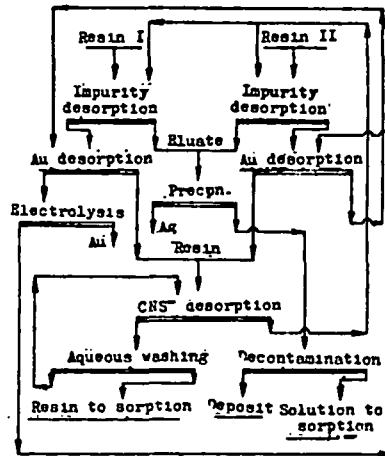 Resin I Resin II
Impurity desorption Impurity desorption
Eluate
Au desorption Au desorption
Precpn.
Electrolysis
Ag
Au
Rosin
CNS⁻ desorption
Aqueous washing Decontamination
Resin to sorption Deposit Solution to sorption